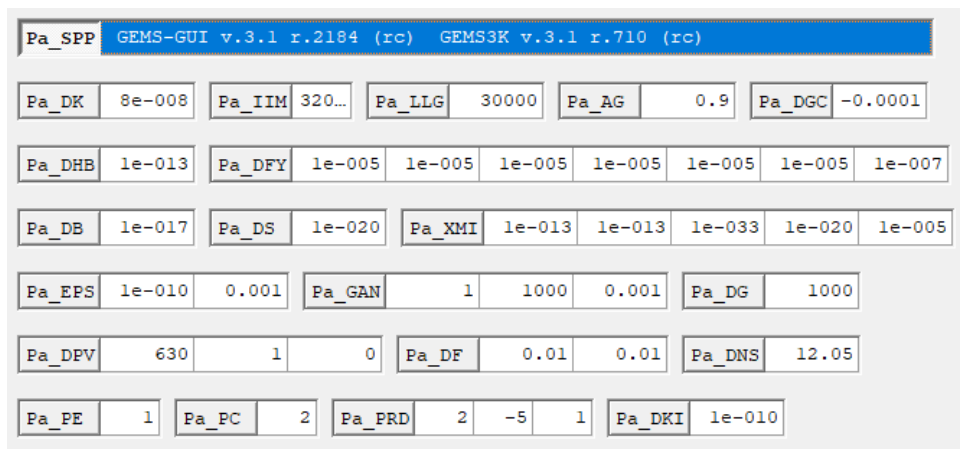 Pa_SPP GEMS-GUI v.3.1 r.2184 (rc) GEMS3K v.3.1 r.710 (rc)
Pa_DK 8e-008 Pa_IIM 320… Pa_LLG 30000 Pa_AG 0.9 Pa_DGC -0.0001
Pa_DHB 1e-013 Pa_DFY 1e-005 1e-005 1e-005 1e-005 1e-005 1e-005 1e-007
Pa_DB 1e-017 Pa_DS 1e-020 Pa_XMI 1e-013 1e-013 1e-033 1e-020 1e-005
Pa_EPS 1e-010 0.001 Pa_GAN 1 1000 0.001 Pa_DG 1000
Pa_DPV 630 1 0 Pa_DF 0.01 0.01 Pa_DNS 12.05
Pa_PE 1 Pa_PC 2 Pa_PRD 2 -5 1 Pa_DKI 1e-010